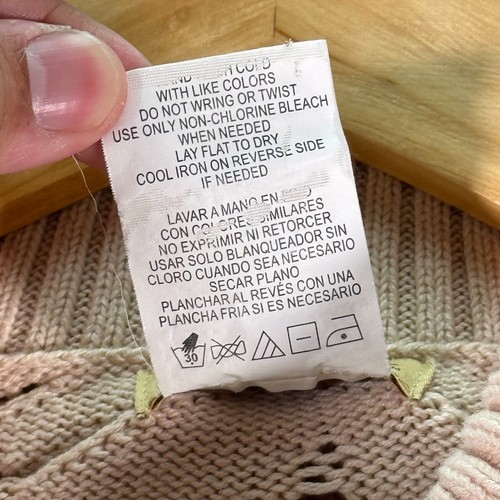 COLD
WITH LIKE COLORS
DO NOT WRING OR TWIST
USE ONLY NON-CHLORINE BLEACH
WHEN NEEDED
LAY FLAT TO DRY
COOL IRON ON REVERSE SIDE
IF NEEDED
LAVAR A MANO EN
CON COLORES SIMILARES
NO EXPRIMIR NI RETORCER
USAR SOLO BLANQUEADOR SIN
CLORO CUANDO SEA NECESARIO
SECAR PLANO
PLANCHAR AL REVÉS CON UNA
PLANCHA FRIA SI ES NECESARIO
30